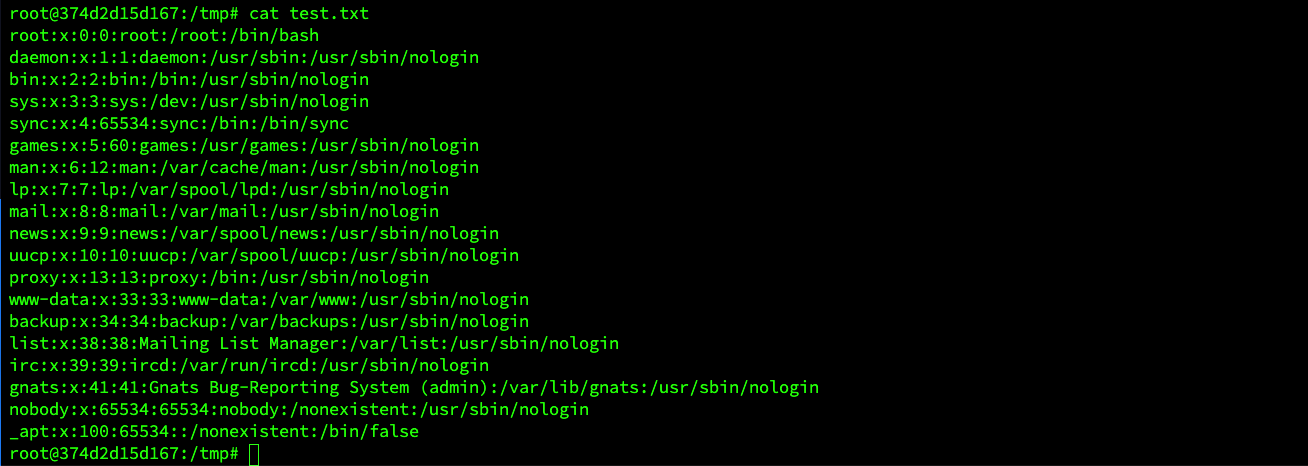 root@374d2d15d167:/tmp# cat test.txt
root:x:0:0:root:/root:/bin/bash
daemon:x:1:1:daemon:/usr/sbin:/usr/sbin/nologin
bin:x:2:2:bin:/bin:/usr/sbin/nologin
sys:x:3:3:sys:/dev:/usr/sbin/nologin
sync:x:4:65534:sync:/bin:/bin/sync
games:x:5:60:games:/usr/games:/usr/sbin/nologin
man:x:6:12:man:/var/cache/man:/usr/sbin/nologin
lp:x:7:7:lp:/var/spool/lpd:/usr/sbin/nologin
mail:x:8:8:mail:/var/mail:/usr/sbin/nologin
news:x:9:9:news:/var/spool/news:/usr/sbin/nologin
uucp:x:10:10:uucp:/var/spool/uucp:/usr/sbin/nologin
proxy:x:13:13:proxy:/bin:/usr/sbin/nologin
www-data:x:33:33:www-data:/var/www:/usr/sbin/nologin
backup:x:34:34:backup:/var/backups:/usr/sbin/nologin
list:x:38:38:Mailing List Manager:/var/list:/usr/sbin/nologin
irc:x:39:39:ircd:/var/run/ircd:/usr/sbin/nologin
gnats:x:41:41:Gnats Bug-Reporting System (admin):/var/lib/gnats:/usr/sbin/nologin
nobody:x:65534:65534:nobody:/nonexistent:/usr/sbin/nologin
_apt:x:100:65534::/nonexistent:/bin/false
root@374d2d15d167:/tmp#